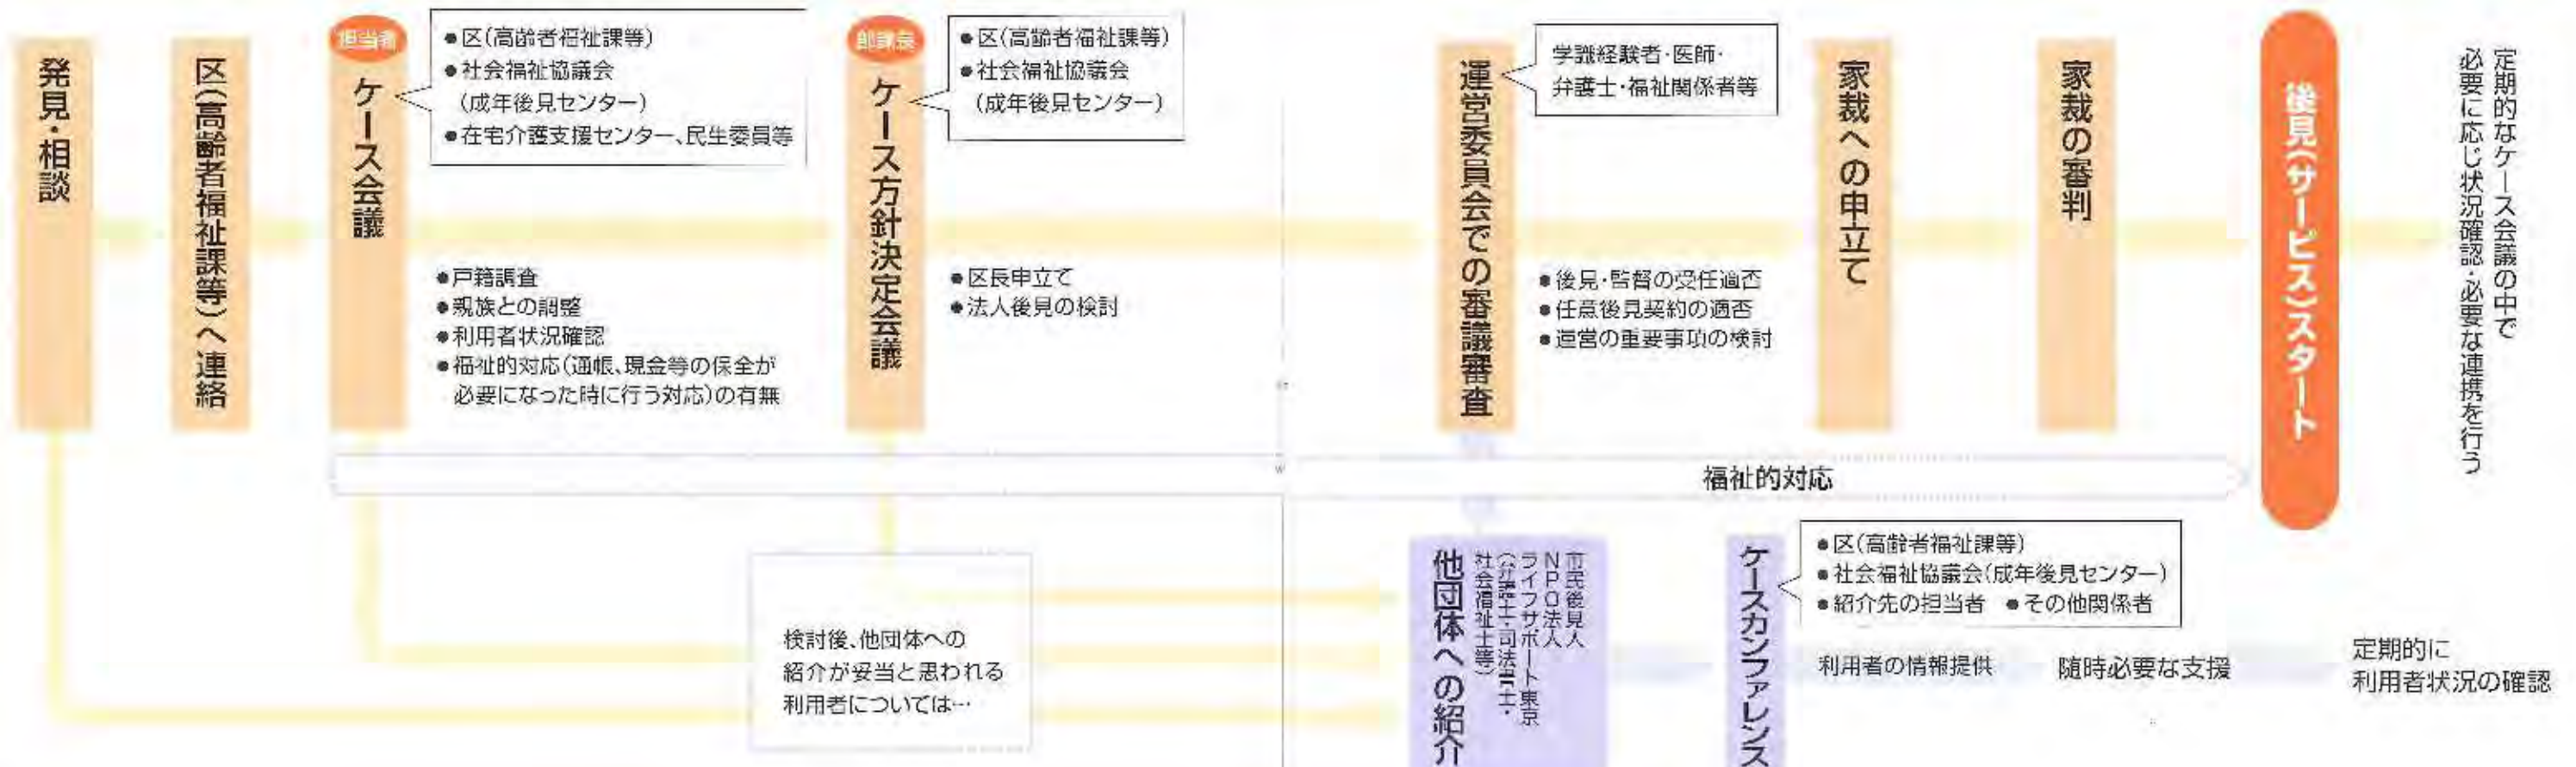 発見・相談
区(高齢者福祉課等)へ連絡
担当者
ケース会議
●区(高齢者福祉課等)
●社会福祉協議会
(成年後見センター)
●在宅介護支援センター、民生委員等
●戸籍調査
●親族との調整
●利用者状況確認
●福祉的対応(通帳、現金等の保全が
必要になった時に行う対応)の有無
部課長
ケース方針決定会議
●区(高齢者福祉課等)
●社会福祉協議会
(成年後見センター)
●区長申立て
●法人後見の検討
運営委員会での審議審査
学識経験者・医師・
弁護士・福祉関係者等
●後見・監督の受任適否
●任意後見契約の適否
●運営の重要事項の検討
家裁への申立て
家裁の審判
後見(サービス)スタート
定期的なケース会議の中で
必要に応じ状況確認・必要な連携を行う
福祉的対応
検討後、他団体への
紹介が妥当と思われる
利用者については…
他団体への紹介
市民後見人
NPO法人
ライフサポート東京
(弁護士・司法書士・
社会福祉士等)
ケースカンファレンス
●区(高齢者福祉課等)
●社会福祉協議会(成年後見センター)
●紹介先の担当者 ●その他関係者
利用者の情報提供
随時必要な支援
定期的に
利用者状況の確認